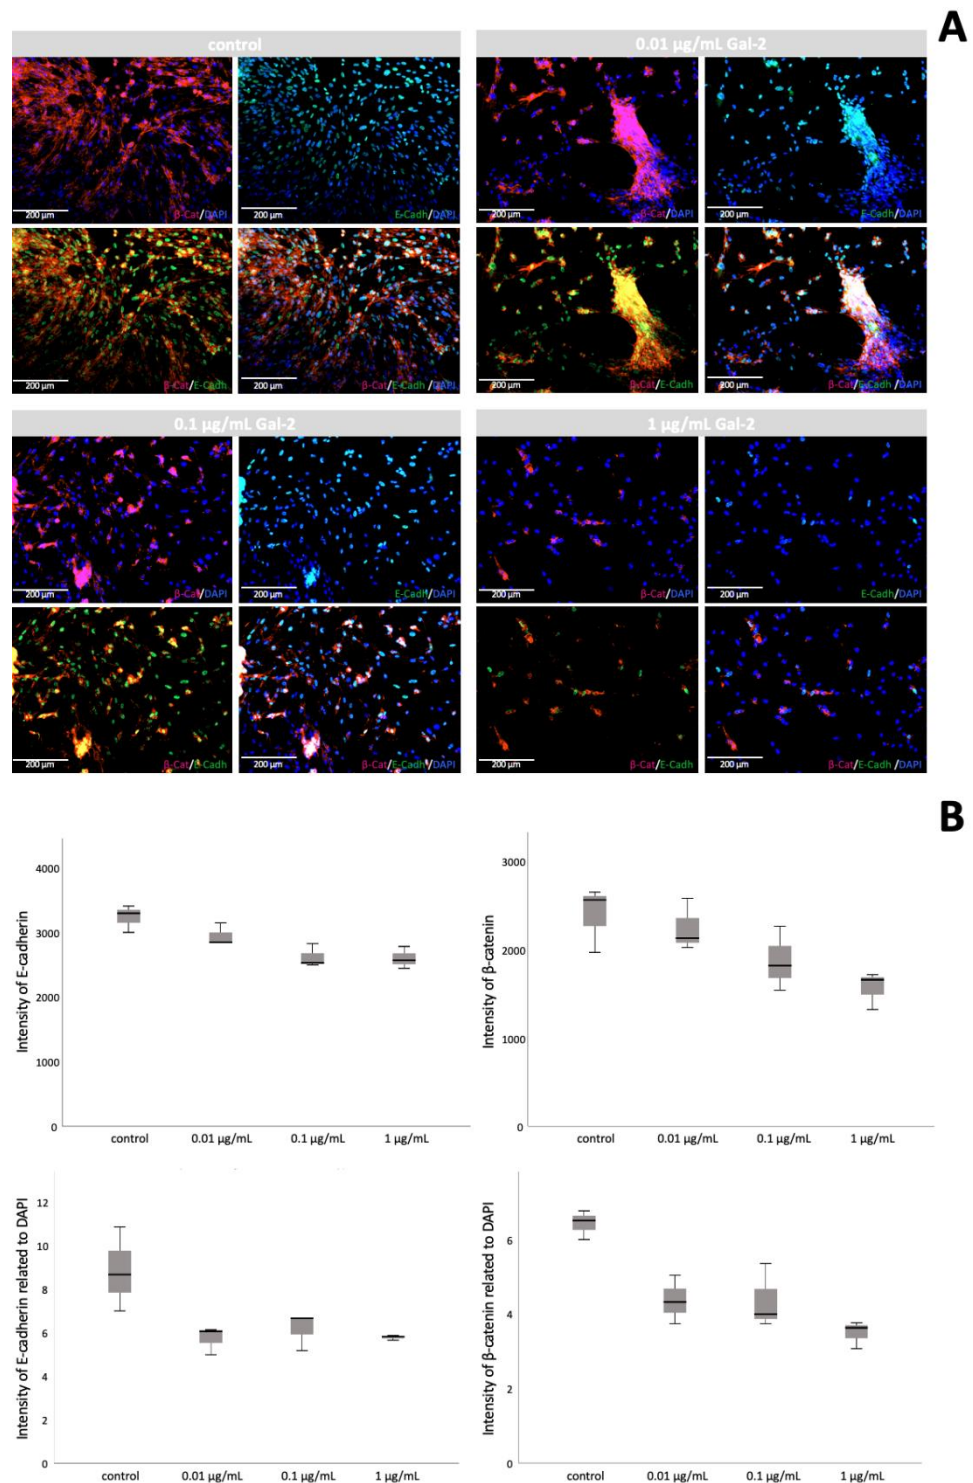 A
control
0.01 µg/mL Gal-2
200 µm
β-Cat/DAPI
200 µm
E-Cadh/DAPI
200 µm
β-Cat/DAPI
200 µm
E-Cadh/DAPI
200 µm
β-Cat/E-Cadh
200 µm
β-Cat/E-Cadh /DAPI
200 µm
β-Cat/E-Cadh
200 µm
β-Cat/E-Cadh /DAPI
0.1 µg/mL Gal-2
1 µg/mL Gal-2
200 µm
β-Cat/DAPI
200 µm
E-Cadh/DAPI
200 µm
β-Cat/DAPI
200 µm
E-Cadh/DAPI
200 µm
β-Cat/E-Cadh
200 µm
β-Cat/E-Cadh /DAPI
200 µm
β-Cat/E-Cadh
200 µm
β-Cat/E-Cadh /DAPI
B
Intensity of E-cadherin
4000
3000
2000
1000
0
control
0.01 µg/mL
0.1 µg/mL
1 µg/mL
Intensity of β-catenin
3000
2000
1000
0
control
0.01 µg/mL
0.1 µg/mL
1 µg/mL
Intensity of E-cadherin related to DAPI
12
10
8
6
4
2
0
control
0.01 µg/mL
0.1 µg/mL
1 µg/mL
Intensity of β-catenin related to DAPI
6
4
2
0
control
0.01 µg/mL
0.1 µg/mL
1 µg/mL